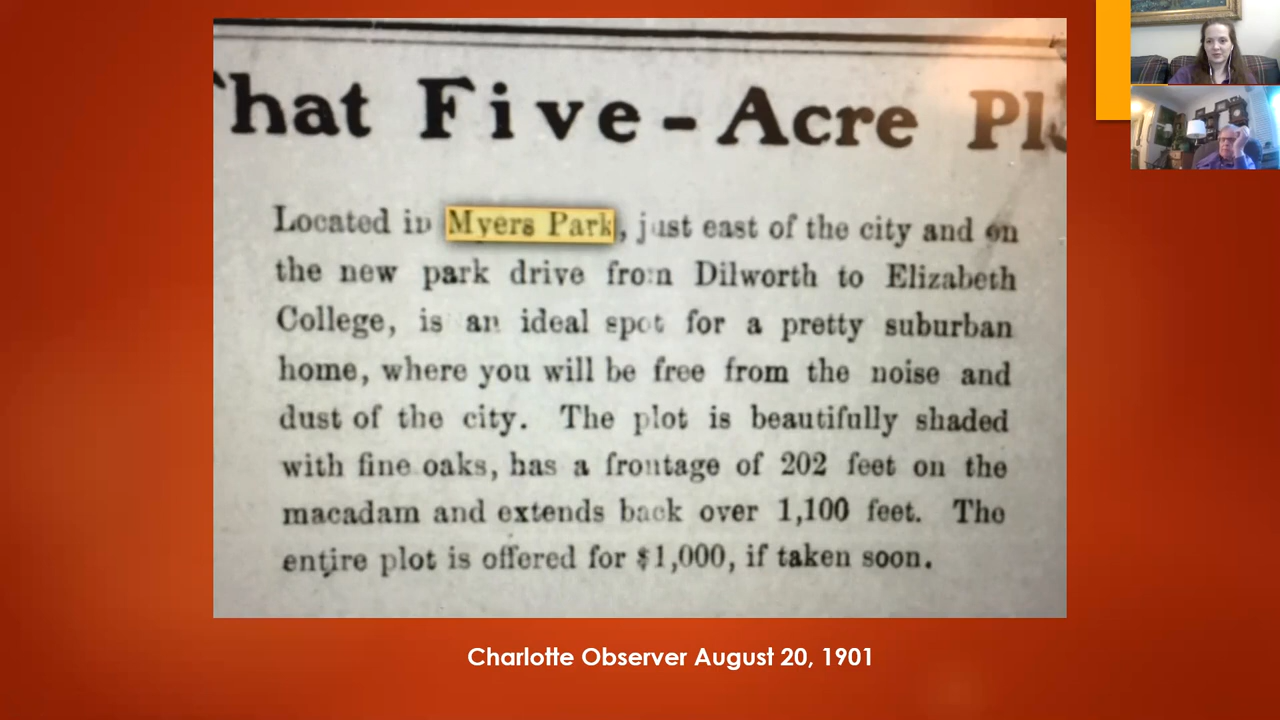 That Five-Acre
Located in Myers Park, just east of the city and on
the new park drive from Dilworth to Elizabeth
College, is an ideal spot for a pretty suburban
home, where you will be free from the noise and
dust of the city. The plot is beautifully shaded
with fine oaks, has a frontage of 202 feet on the
macadam and extends back over 1,100 feet. The
entire plot is offered for $1,000, if taken soon.
Charlotte Observer August 20, 1901